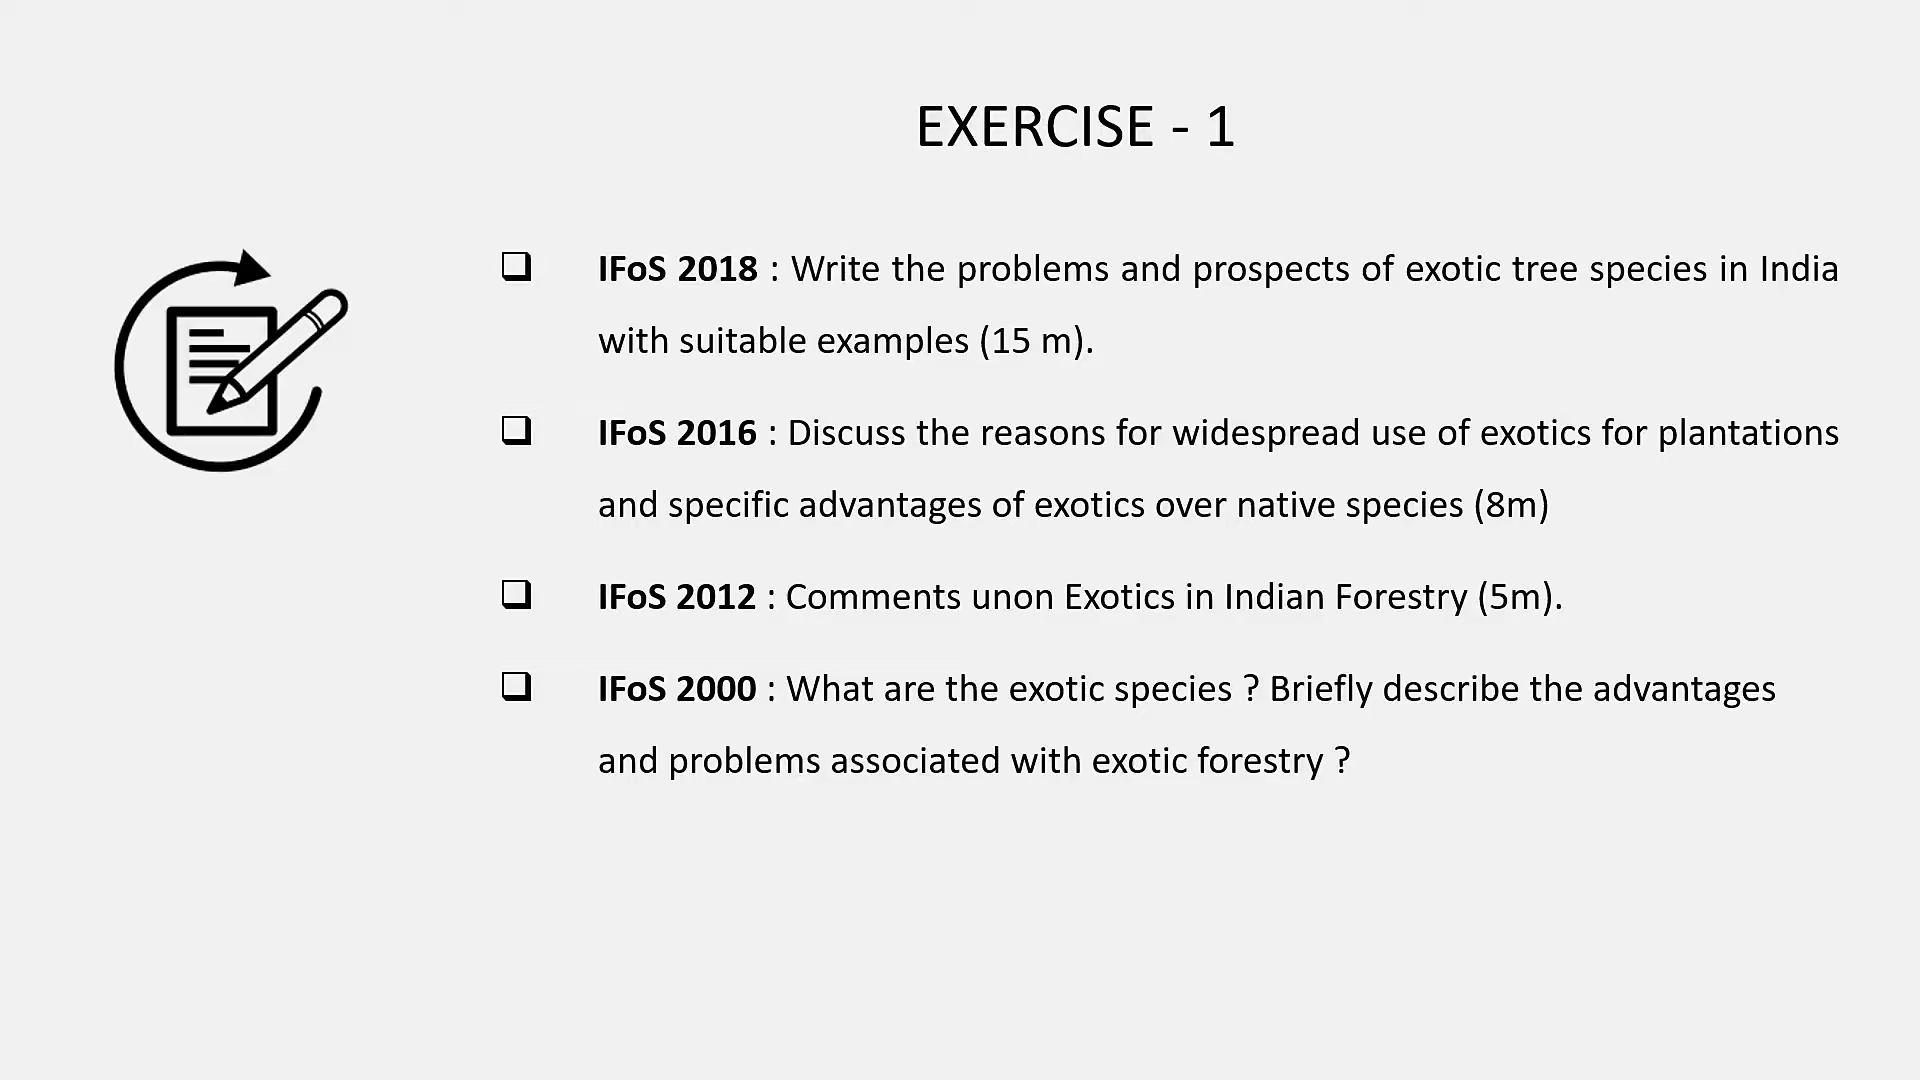 EXERCISE - 1
IFoS 2018 : Write the problems and prospects of exotic tree species in India
with suitable examples (15 m).
IFoS 2016 : Discuss the reasons for widespread use of exotics for plantations
and specific advantages of exotics over native species (8m)
IFoS 2012 : Comments unon Exotics in Indian Forestry (5m).
IFoS 2000 : What are the exotic species ? Briefly describe the advantages
and problems associated with exotic forestry ?